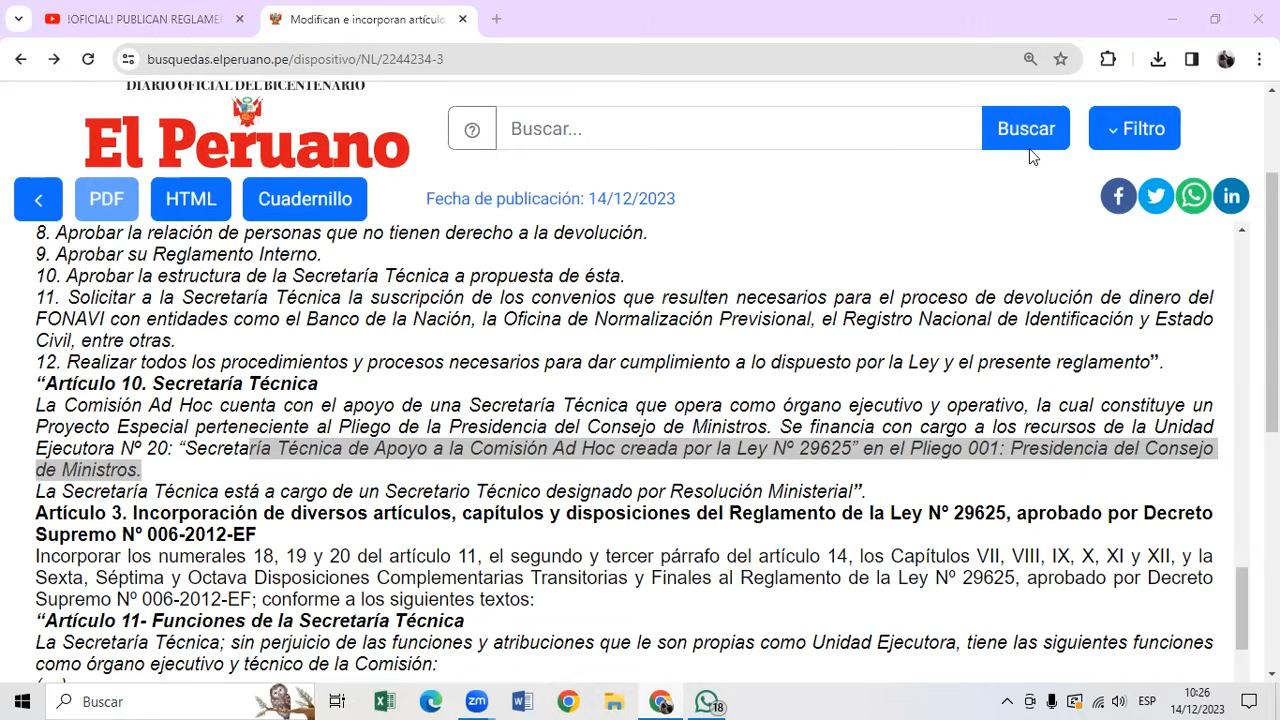 !OFICIAL! PUBLICAN REGLAME
Modifican e incorporan artículo
busquedas.elperuano.pe/dispositivo/NL/2244234-3
DIARIO OFICIAL DEL BICENTENARIO
El Peruano
Buscar...
Buscar
Filtro
PDF
HTML
Cuadernillo
Fecha de publicación: 14/12/2023
8. Aprobar la relación de personas que no tienen derecho a la devolución.
9. Aprobar su Reglamento Interno.
10. Aprobar la estructura de la Secretaría Técnica a propuesta de ésta.
11. Solicitar a la Secretaría Técnica la suscripción de los convenios que resulten necesarios para el proceso de devolución de dinero del
FONAVI con entidades como el Banco de la Nación, la Oficina de Normalización Previsional, el Registro Nacional de Identificación y Estado
Civil, entre otras.
12. Realizar todos los procedimientos y procesos necesarios para dar cumplimiento a lo dispuesto por la Ley y el presente reglamento”.
“Artículo 10. Secretaría Técnica
La Comisión Ad Hoc cuenta con el apoyo de una Secretaría Técnica que opera como órgano ejecutivo y operativo, la cual constituye un
Proyecto Especial perteneciente al Pliego de la Presidencia del Consejo de Ministros. Se financia con cargo a los recursos de la Unidad
Ejecutora Nº 20: “Secretaría Técnica de Apoyo a la Comisión Ad Hoc creada por la Ley Nº 29625” en el Pliego 001: Presidencia del Consejo
de Ministros.
La Secretaría Técnica está a cargo de un Secretario Técnico designado por Resolución Ministerial”.
Artículo 3. Incorporación de diversos artículos, capítulos y disposiciones del Reglamento de la Ley Nº 29625, aprobado por Decreto
Supremo Nº 006-2012-EF
Incorporar los numerales 18, 19 y 20 del artículo 11, el segundo y tercer párrafo del artículo 14, los Capítulos VII, VIII, IX, X, XI y XII, y la
Sexta, Séptima y Octava Disposiciones Complementarias Transitorias y Finales al Reglamento de la Ley Nº 29625, aprobado por Decreto
Supremo Nº 006-2012-EF; conforme a los siguientes textos:
“Artículo 11- Funciones de la Secretaría Técnica
La Secretaría Técnica; sin perjuicio de las funciones y atribuciones que le son propias como Unidad Ejecutora, tiene las siguientes funciones
como órgano ejecutivo y técnico de la Comisión:
Buscar
zm
18
ESP
10:26
14/12/2023